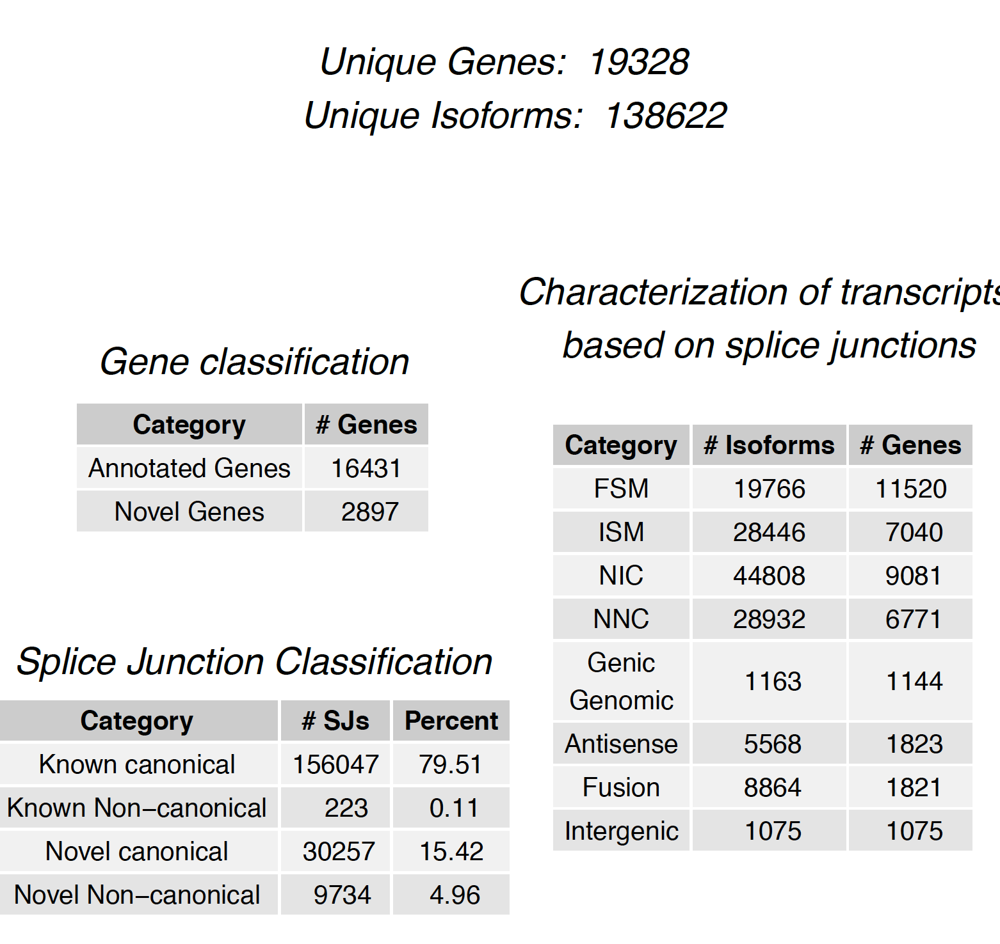 Unique Genes: 19328
Unique Isoforms: 138622
Gene classification
Category # Genes
Annotated Genes 16431
Novel Genes 2897
Splice Junction Classification
Category # SJs Percent
Known canonical 156047 79.51
Known Non−canonical 223 0.11
Novel canonical 30257 15.42
Novel Non−canonical 9734 4.96
Characterization of transcripts
based on splice junctions
Category # Isoforms # Genes
FSM 19766 11520
ISM 28446 7040
NIC 44808 9081
NNC 28932 6771
Genic
Genomic 1163 1144
Antisense 5568 1823
Fusion 8864 1821
Intergenic 1075 1075